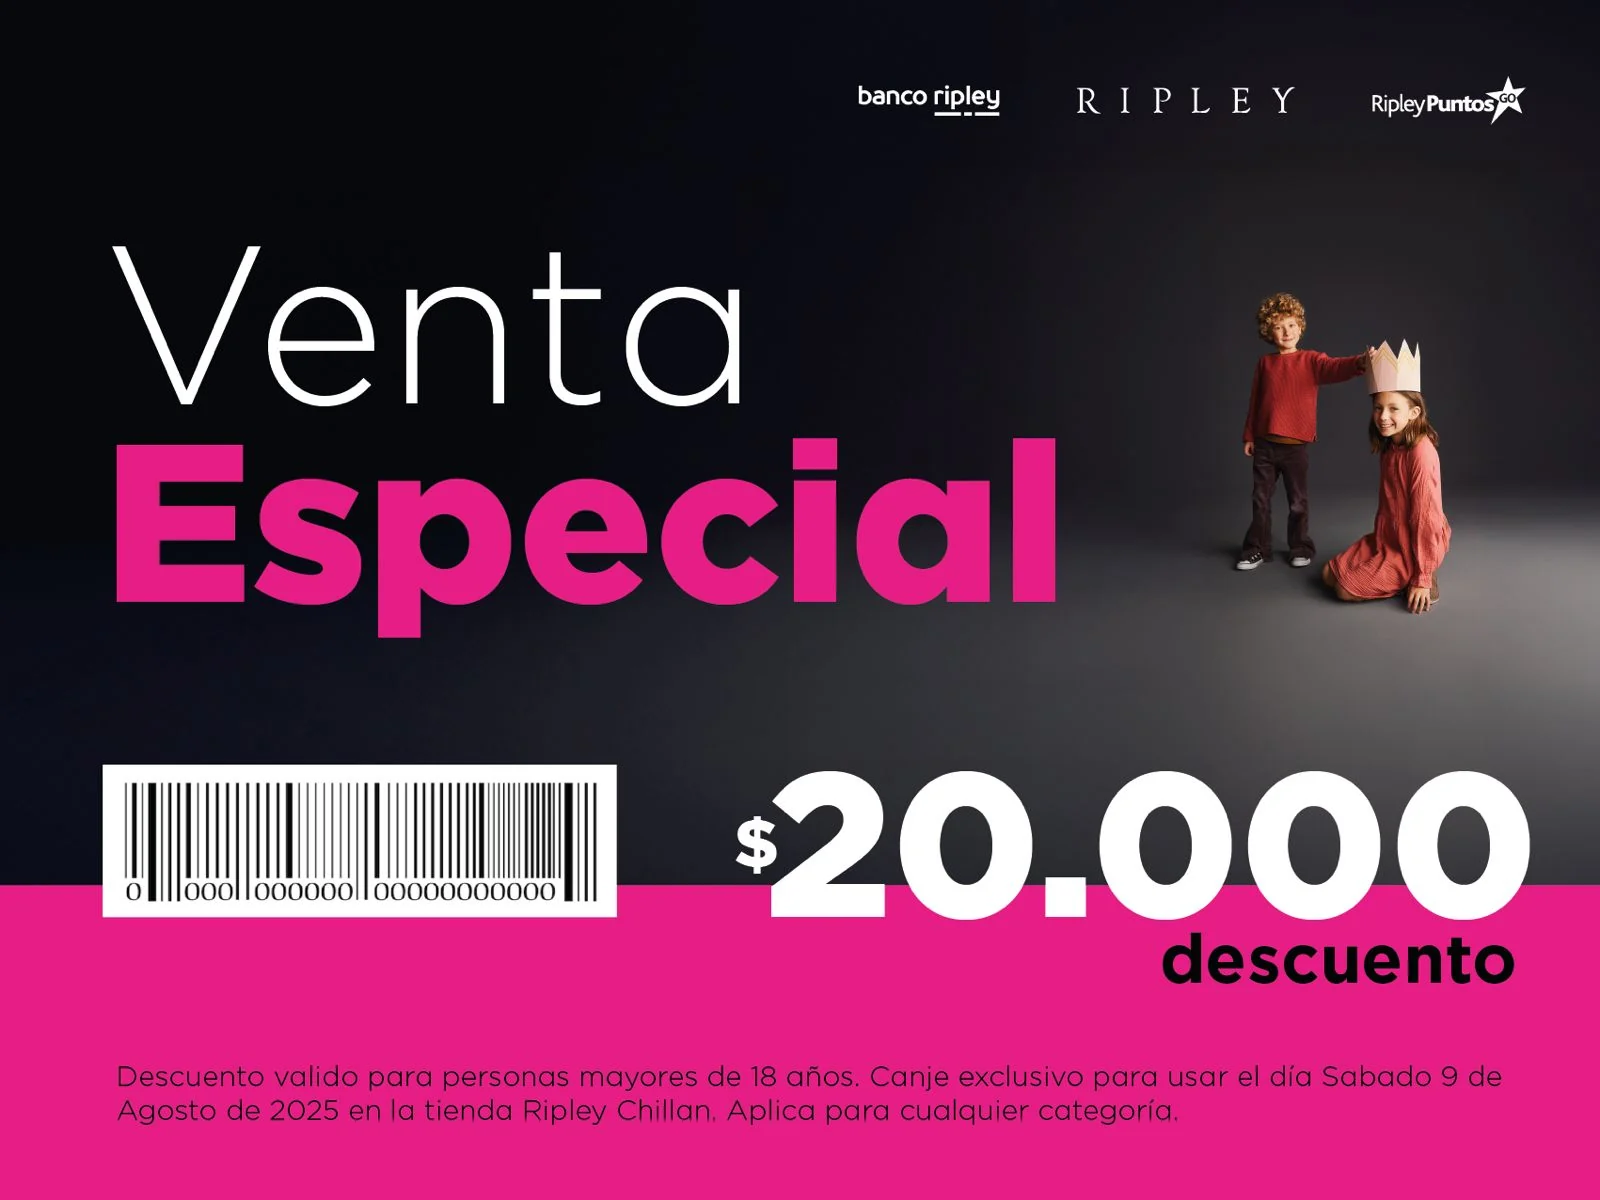 banco ripley
RIPLEY
RipleyPuntos GO
Venta
Especial
0 000 000000 00000000000
$20.000
descuento
Descuento valido para personas mayores de 18 años. Canje exclusivo para usar el día Sabado 9 de
Agosto de 2025 en la tienda Ripley Chillan. Aplica para cualquier categoría.